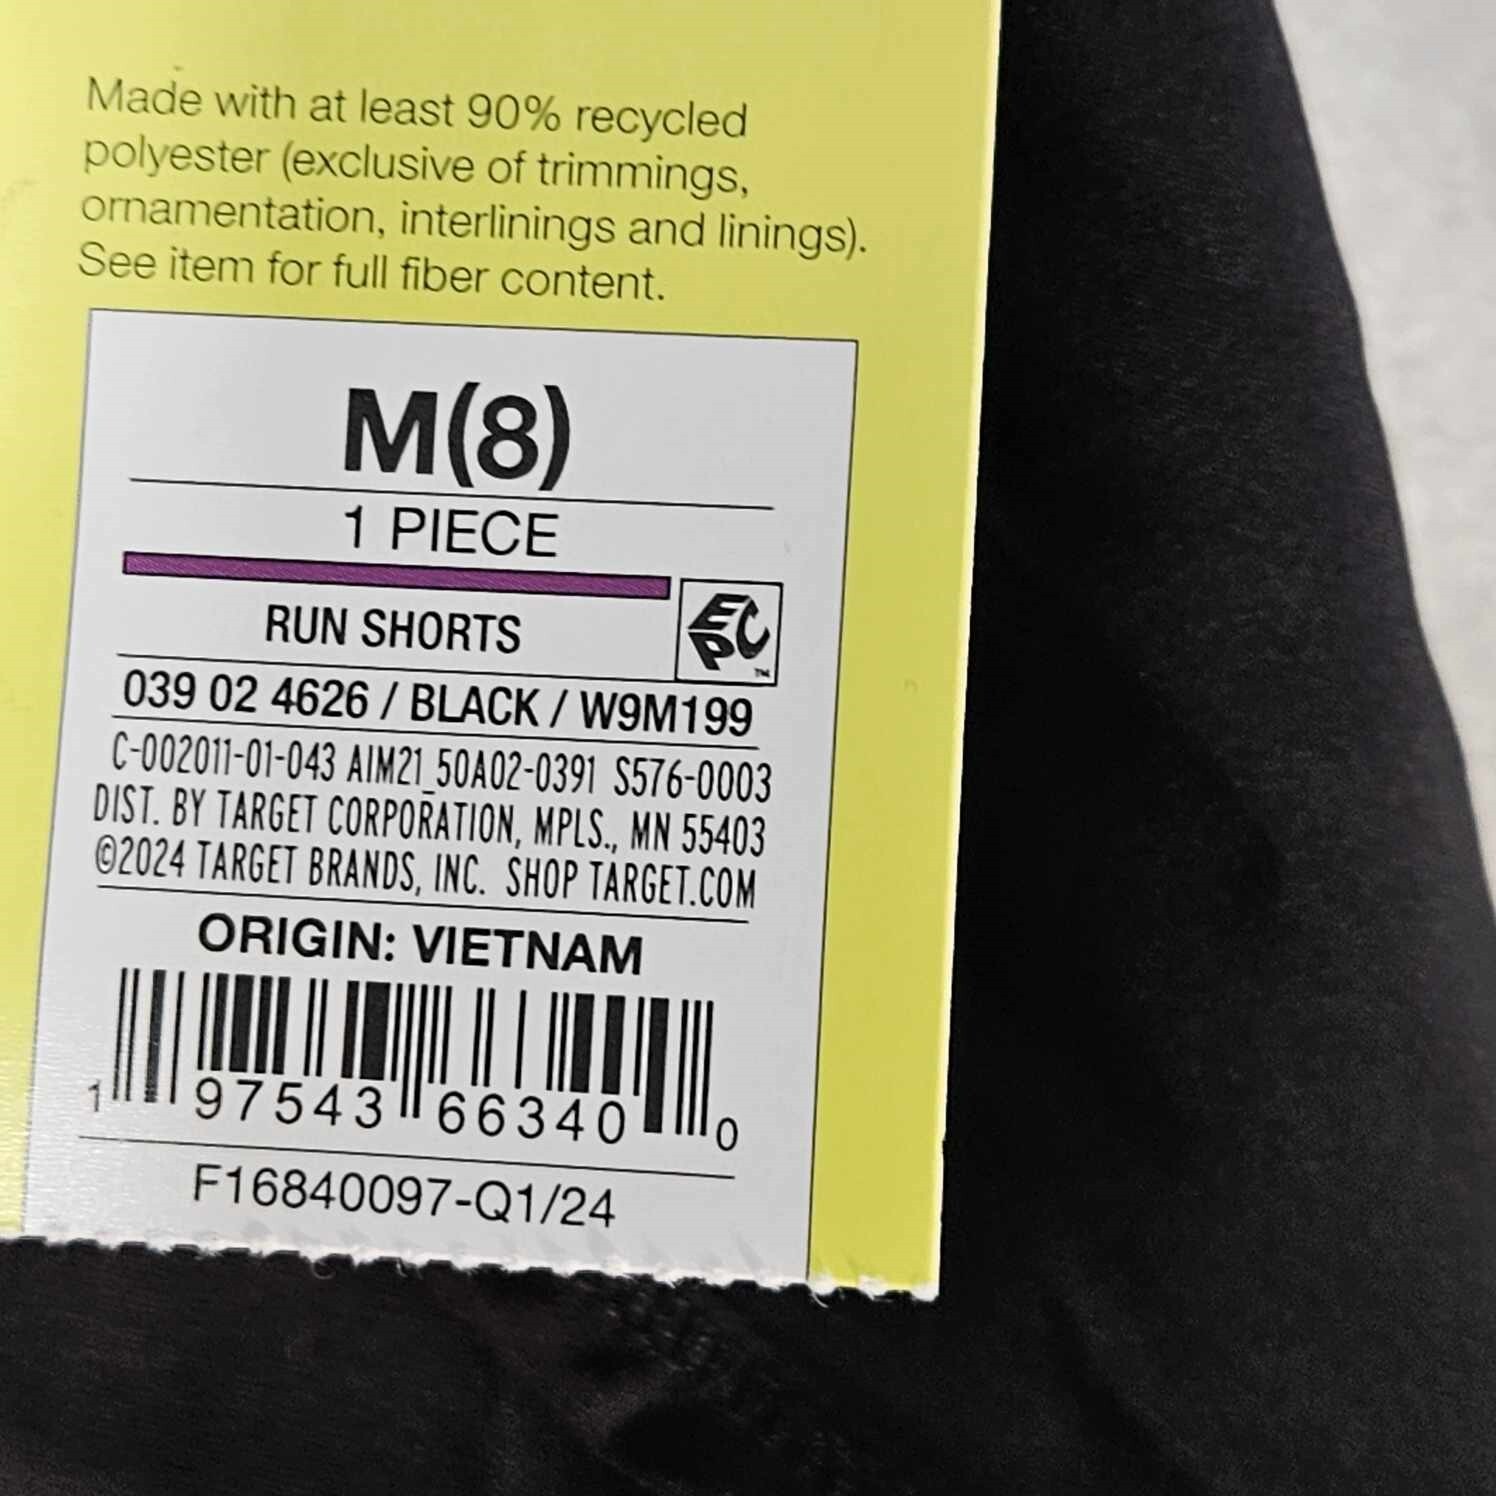 Made with at least 90% recycled
polyester (exclusive of trimmings,
ornamentation, interlinings and linings).
See item for full fiber content.
M(8)
1 PIECE
RUN SHORTS
EPC™
039 02 4626 / BLACK / W9M199
C-002011-01-043 AIM21_50A02-0391 S576-0003
DIST. BY TARGET CORPORATION, MPLS., MN 55403
©2024 TARGET BRANDS, INC. SHOP TARGET.COM
ORIGIN: VIETNAM
1 97543 66340 0
F16840097-Q1/24